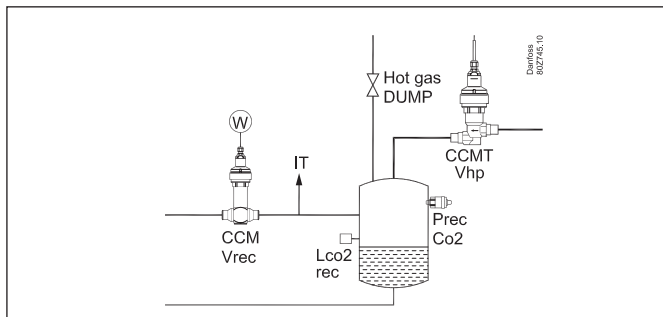 Hot gas
DUMP
Danfoss
80Z745.10
W
IT
CCMT
Vhp
CCM
Vrec
Prec
Co2
Lco2
rec